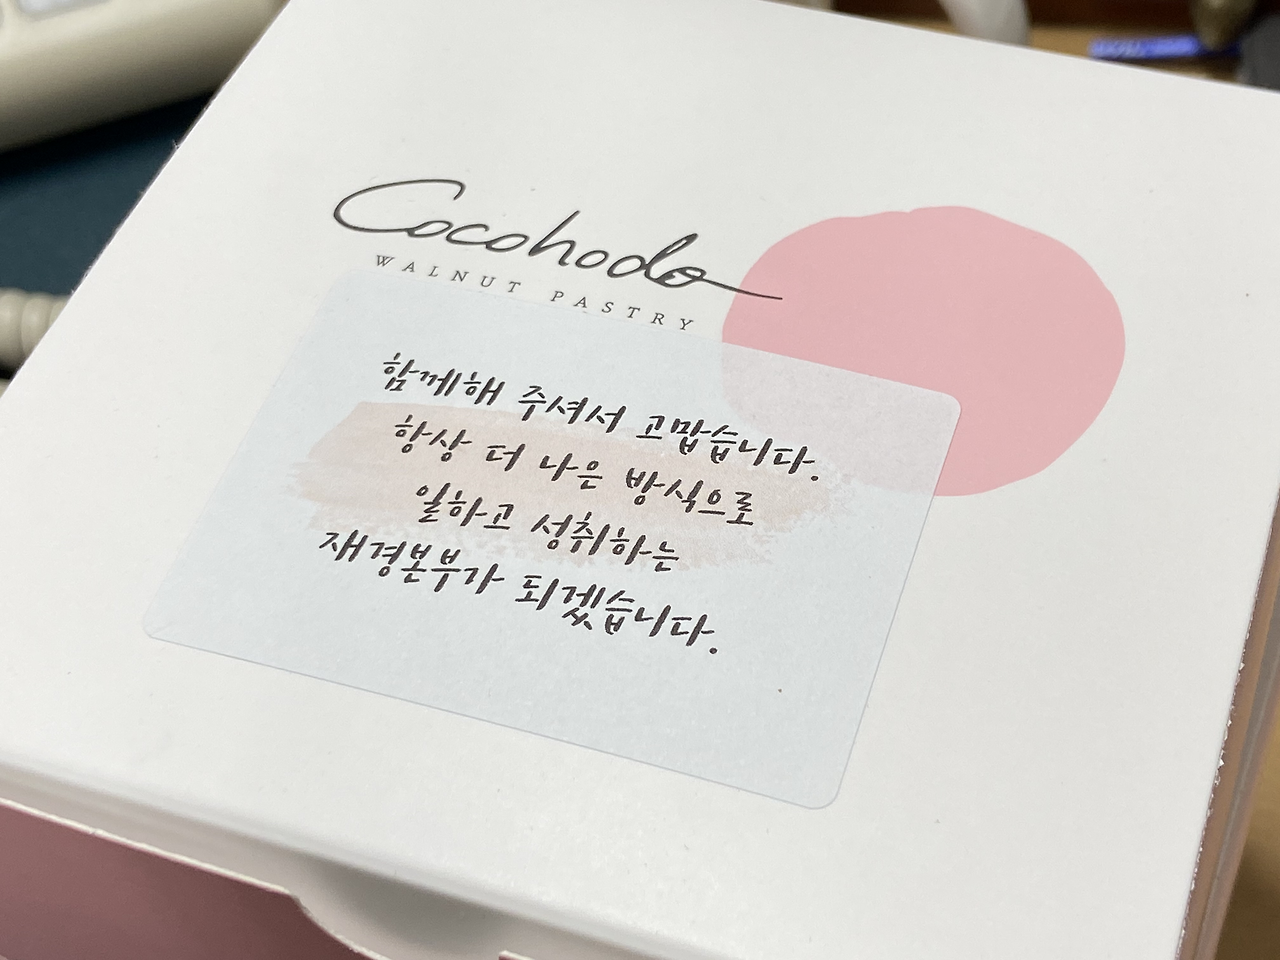 Cocohodo
WALNUT PASTRY
함께해 주셔서 고맙습니다.
항상 더 나은 방식으로
일하고 성취하는
재경본부가 되겠습니다.